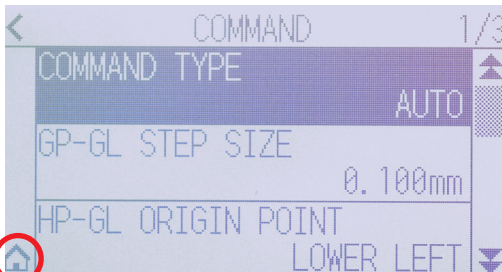 COMMAND 1/3
COMMAND TYPE
AUTO
GP-GL STEP SIZE
0.100mm
HP-GL ORIGIN POINT
LOWER LEFT